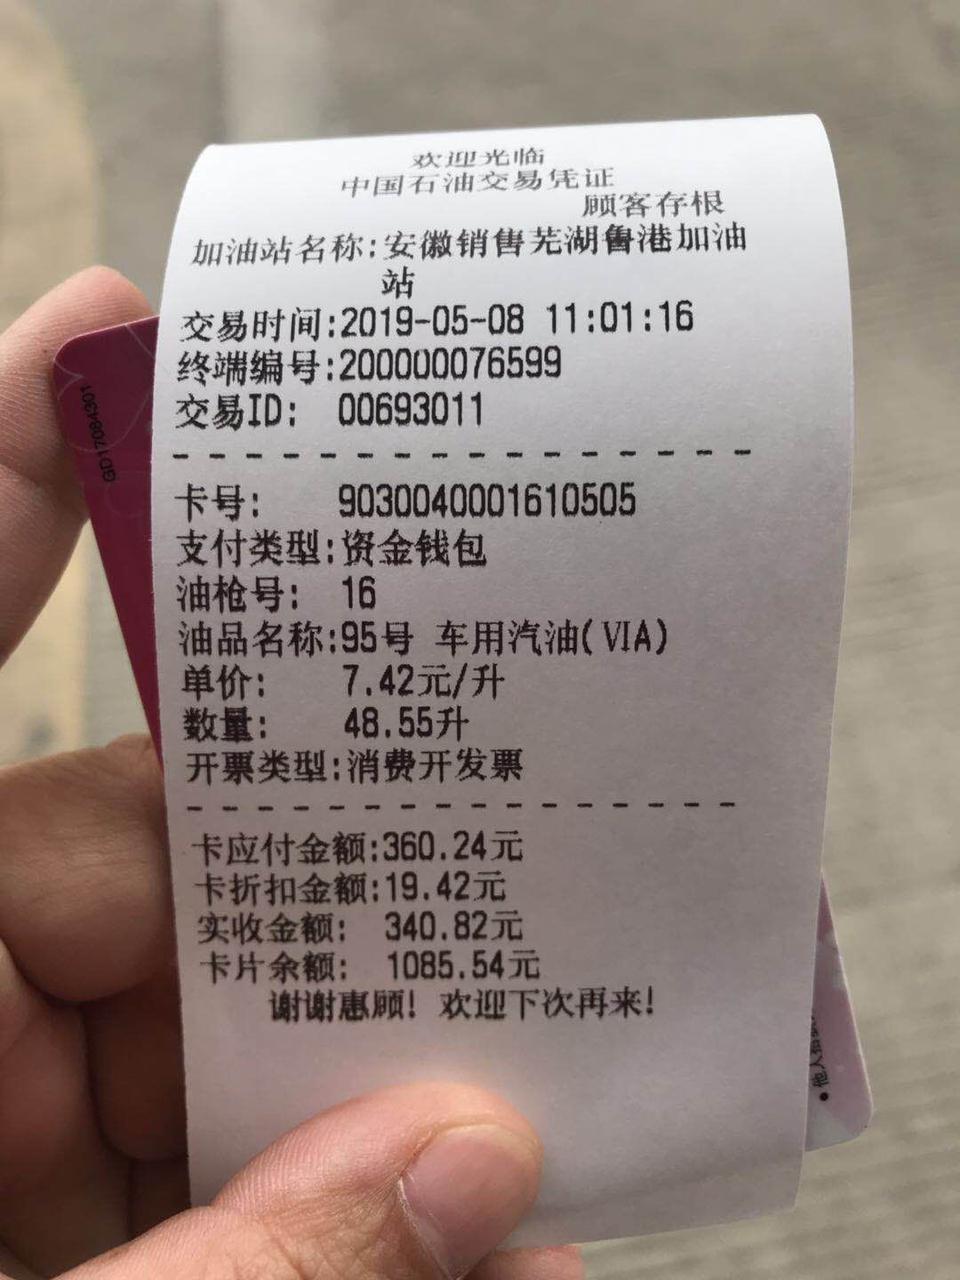 欢迎光临
中国石油交易凭证
顾客存根
加油站名称:安徽销售芜湖鲁港加油
站
交易时间:2019-05-08 11:01:16
终端编号:200000076599
交易ID: 00693011
- - - - - - - - - - - - - - - - -
卡号: 9030040001610505
支付类型:资金钱包
油枪号: 16
油品名称:95号 车用汽油(VIA)
单价: 7.42元/升
数量: 48.55升
开票类型:消费开发票
- - - - - - - - - - - - - - - - -
卡应付金额:360.24元
卡折扣金额:19.42元
实收金额: 340.82元
卡片余额: 1085.54元
谢谢惠顾! 欢迎下次再来!
GD17084301